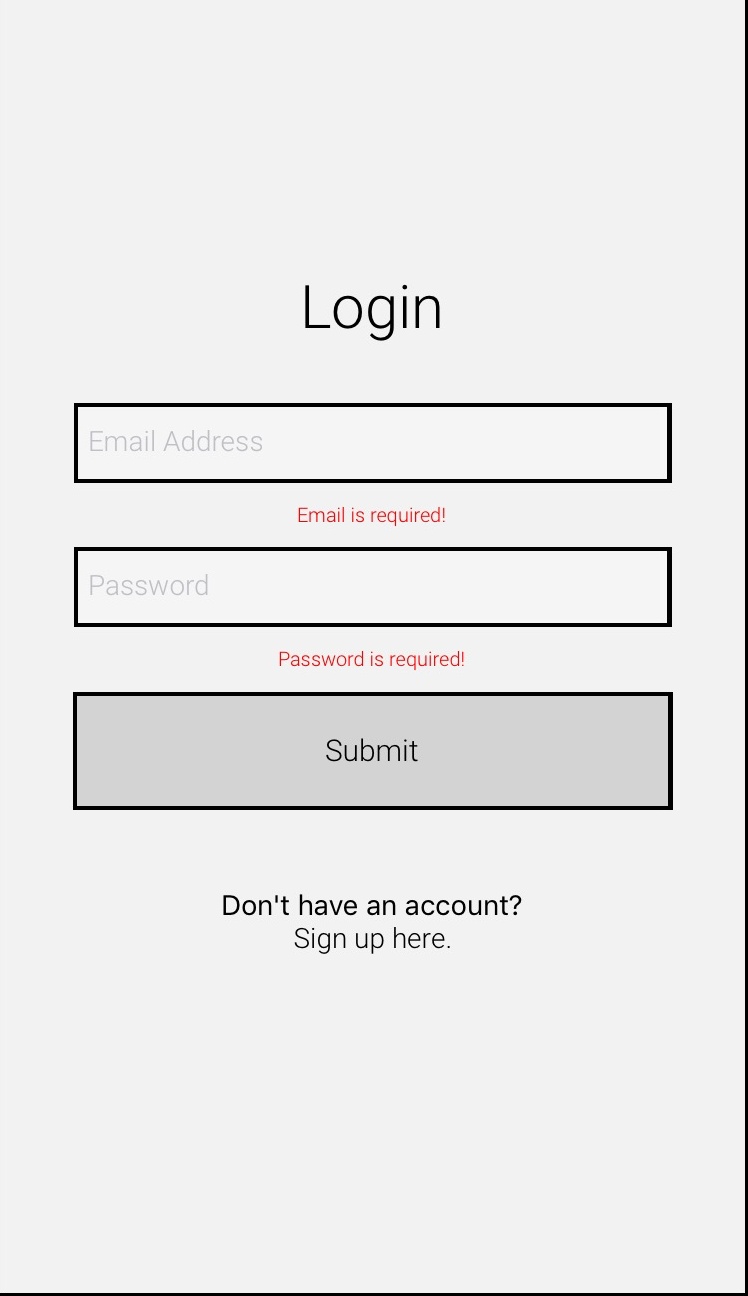 Login
Email Address
Email is required!
Password
Password is required!
Submit
Don't have an account?
Sign up here.